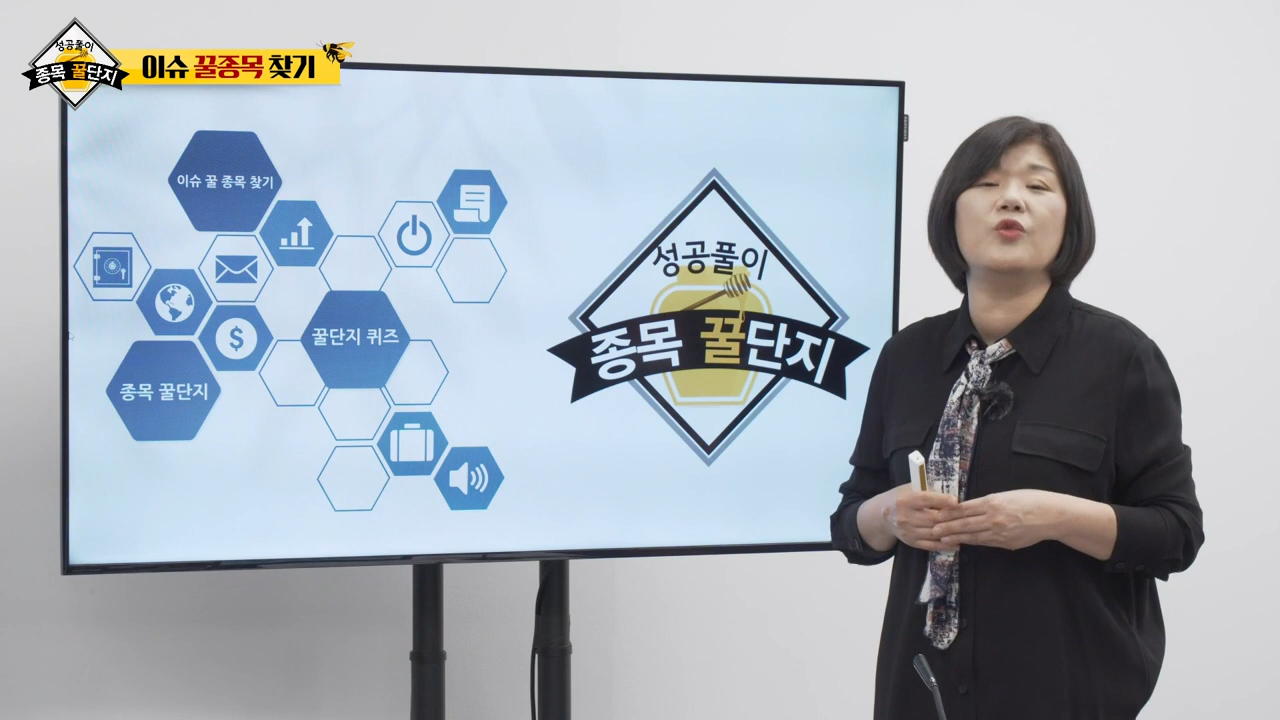 성공풀이
종목 꿀단지
이슈 꿀종목 찾기
이슈 꿀 종목 찾기
꿀단지 퀴즈
종목 꿀단지
성공풀이
종목 꿀단지
$